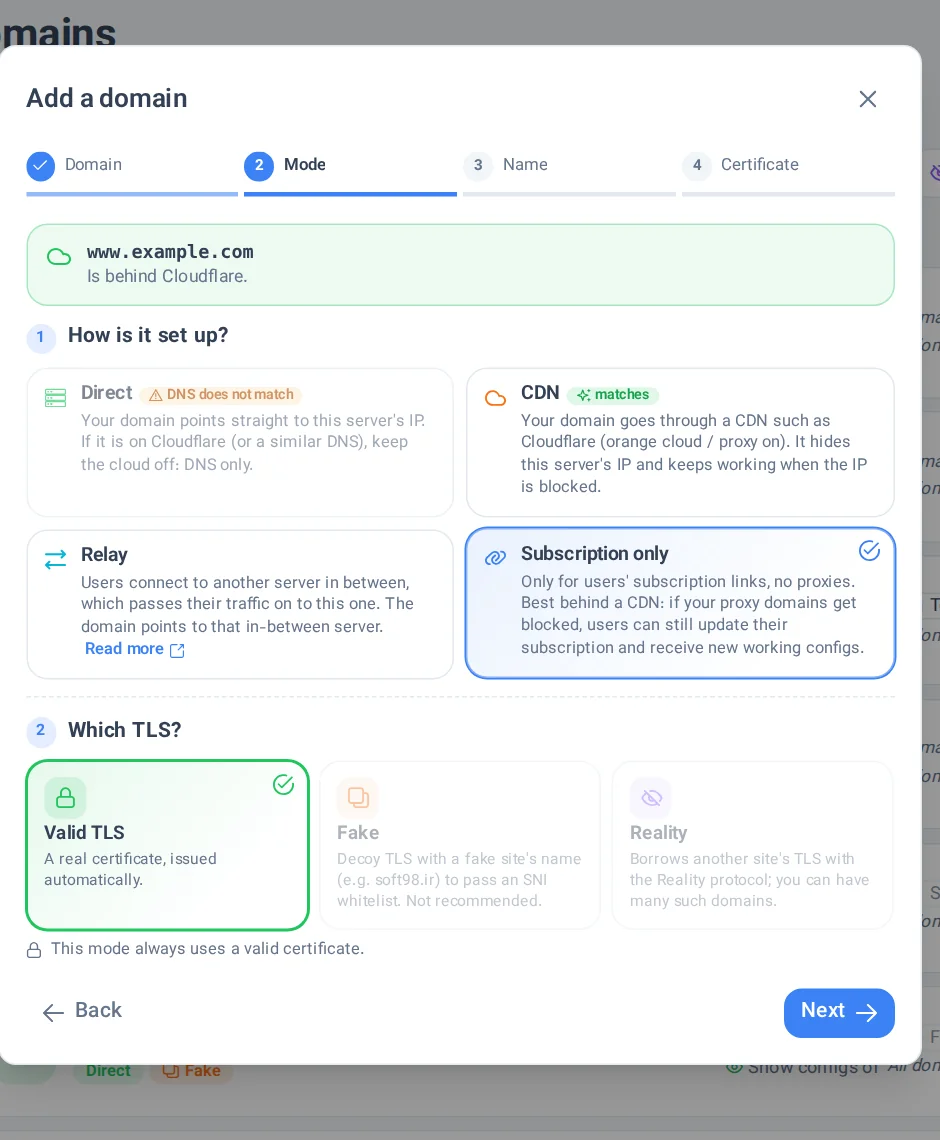 omains
Add a domain
Domain
2 Mode
3 Name
4 Certificate
www.example.com
Is behind Cloudflare.
1 How is it set up?
Direct DNS does not match
Your domain points straight to this server's IP.
If it is on Cloudflare (or a similar DNS), keep
the cloud off: DNS only.
CDN matches
Your domain goes through a CDN such as
Cloudflare (orange cloud / proxy on). It hides
this server's IP and keeps working when the IP
is blocked.
Relay
Users connect to another server in between,
which passes their traffic on to this one. The
domain points to that in-between server.
Read more
Subscription only
Only for users' subscription links, no proxies.
Best behind a CDN: if your proxy domains get
blocked, users can still update their
subscription and receive new working configs.
2 Which TLS?
Valid TLS
A real certificate, issued
automatically.
Fake
Decoy TLS with a fake site's name
(e.g. soft98.ir) to pass an SNI
whitelist. Not recommended.
Reality
Borrows another site's TLS with
the Reality protocol; you can have
many such domains.
This mode always uses a valid certificate.
Back
Next
Direct
Fake
Show configs of All dom